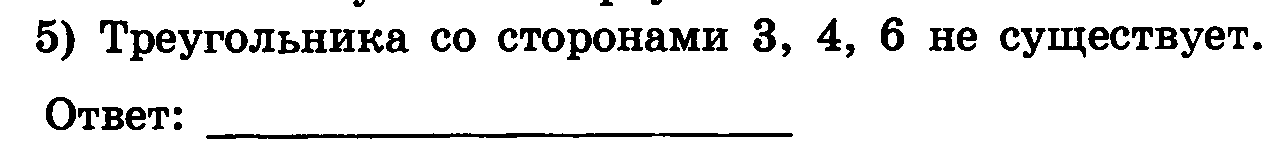 5) Треугольника со сторонами 3, 4, 6 не существует.
Ответ: